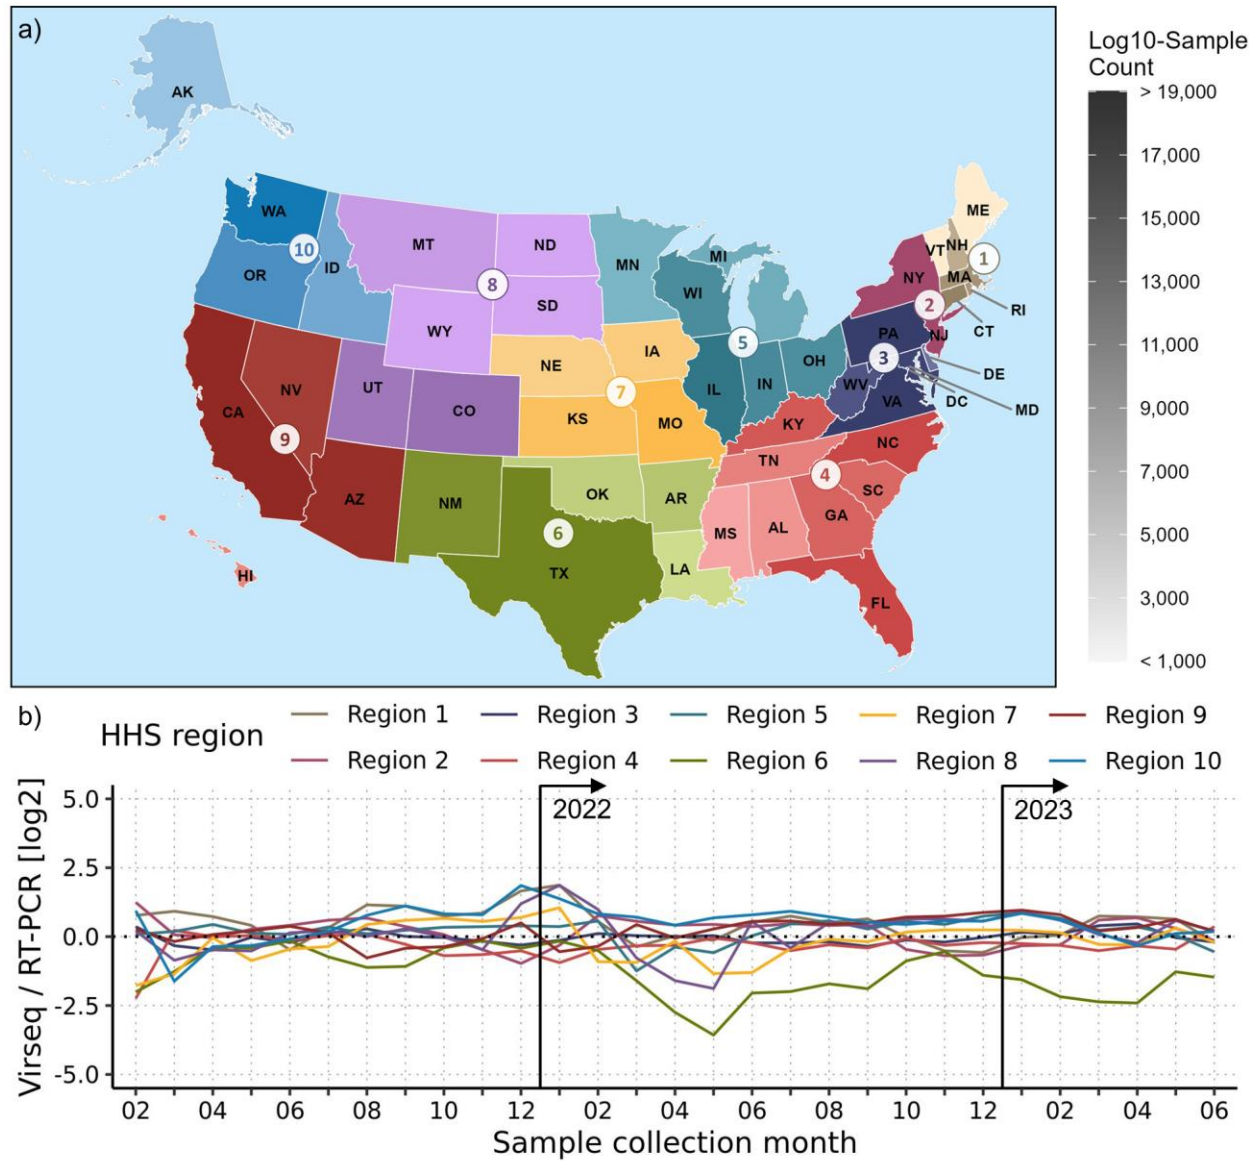 a)
Log10-Sample
Count
> 19,000
17,000
15,000
13,000
11,000
9,000
7,000
5,000
3,000
< 1,000
AK
WA
OR
ID
10
MT
ND
SD
WY
8
MN
WI
MI
IL
IN
OH
5
ME
VT
NH
MA
1
RI
CT
NY
NJ
2
PA
3
WV
VA
DE
DC
MD
CA
NV
AZ
9
HI
UT
CO
NE
IA
KS
MO
7
NM
OK
AR
TX
LA
6
KY
TN
NC
SC
GA
AL
MS
FL
4
b)
HHS region
Region 1
Region 3
Region 5
Region 7
Region 9
Region 2
Region 4
Region 6
Region 8
Region 10
Virseq / RT-PCR [log2]
5.0
2.5
0.0
-2.5
-5.0
2022
2023
02 04 06 08 10 12 02 04 06 08 10 12 02 04 06
Sample collection month